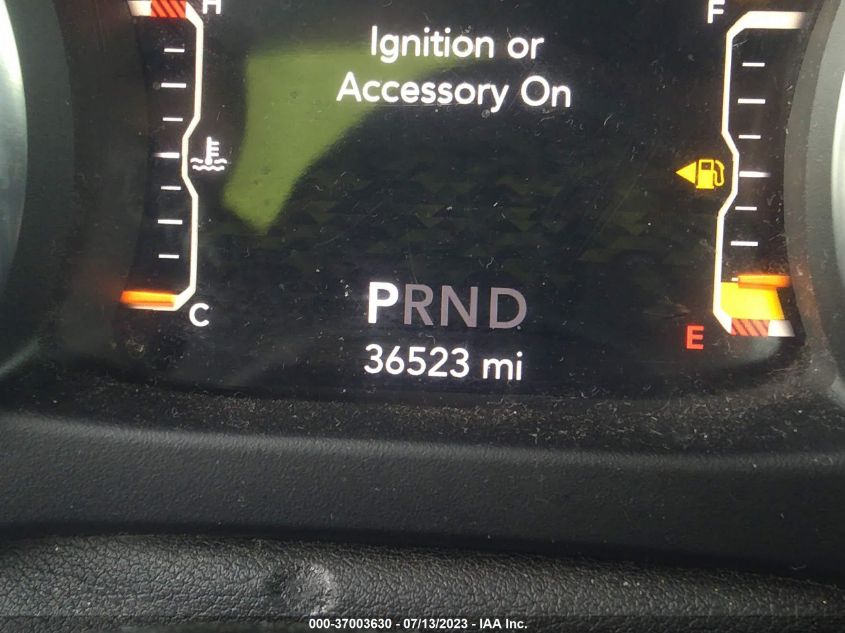 H F
Ignition or
Accessory On
PRND
C E
36523 mi
000-37003630 - 07/13/2023 - IAA Inc.